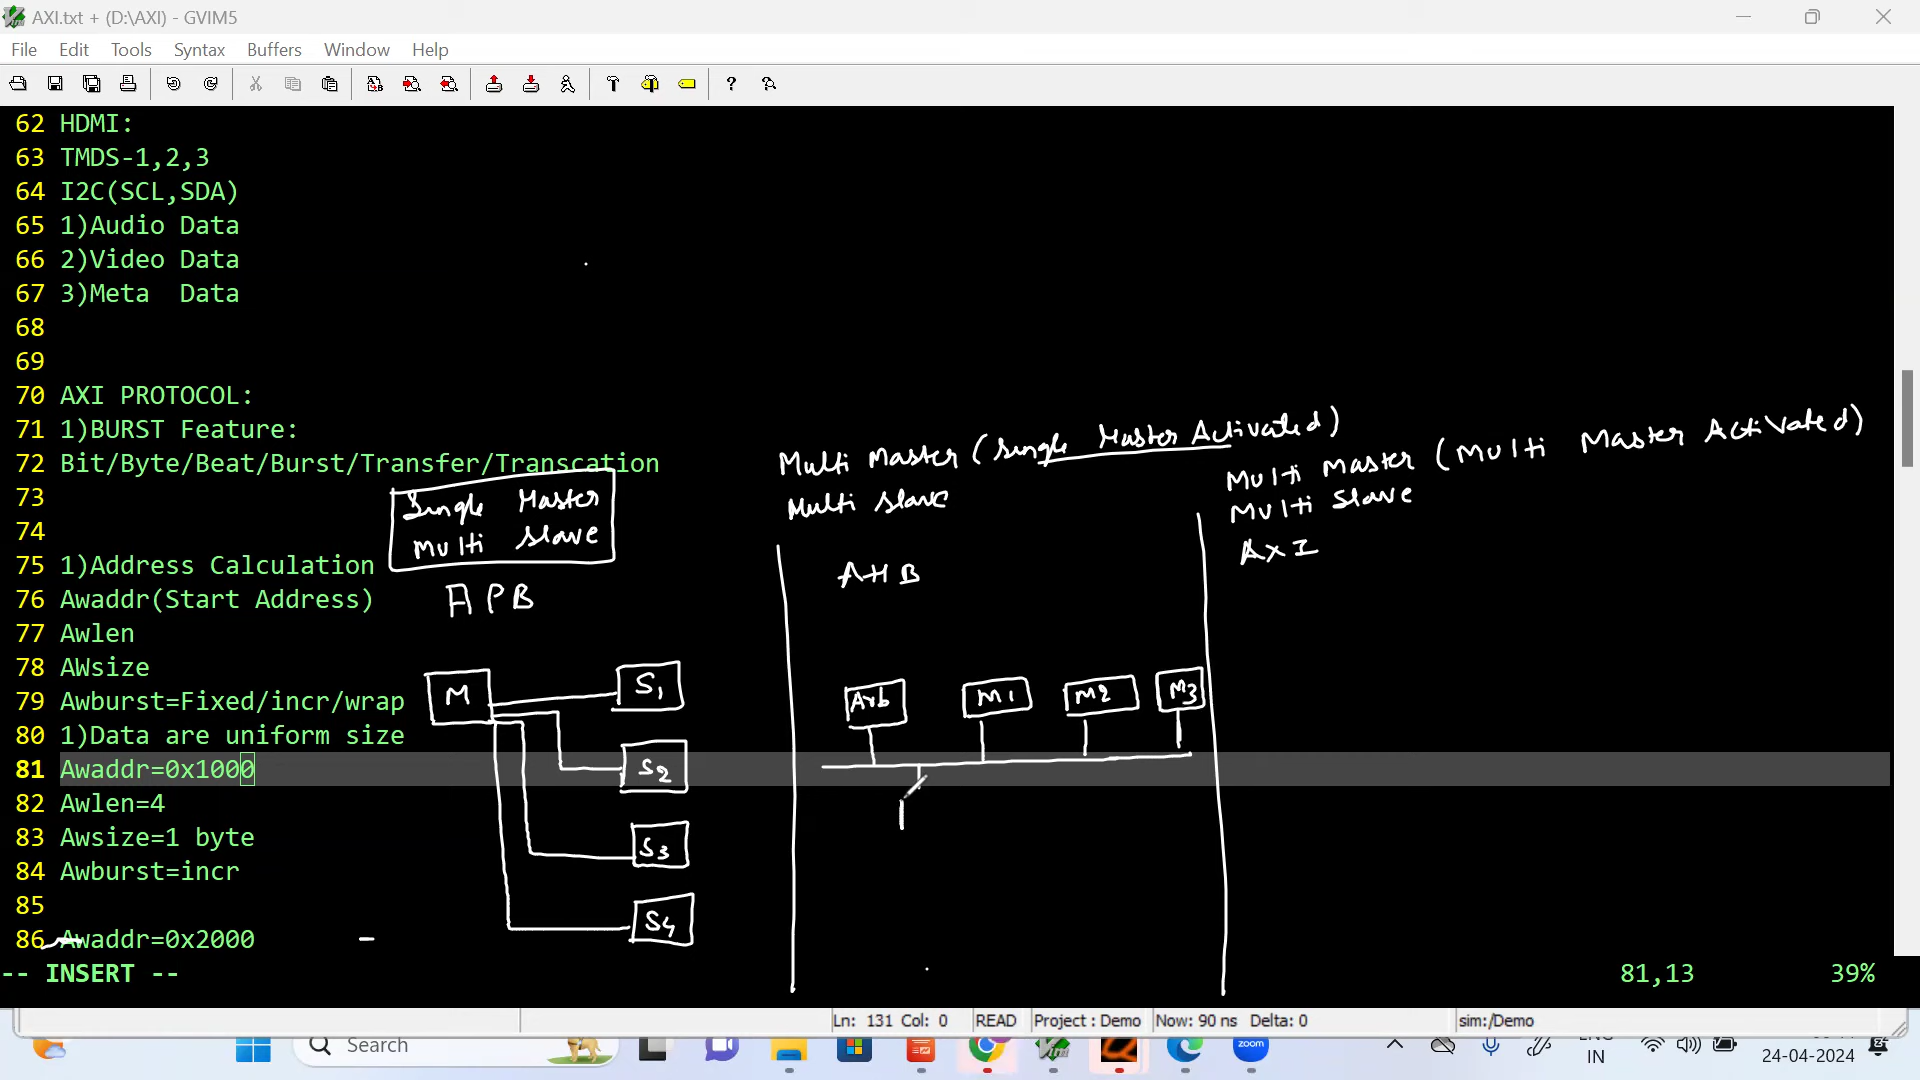 AXI.txt + (D:\AXI) - GVIM5
File Edit Tools Syntax Buffers Window Help
62 HDMI:
63 TMDS-1,2,3
64 I2C(SCL,SDA)
65 1)Audio Data
66 2)Video Data
67 3)Meta  Data
68
69
70 AXI PROTOCOL:
71 1)BURST Feature:
72 Bit/Byte/Beat/Burst/Transfer/Transcation
73
74
75 1)Address Calculation
76 Awaddr(Start Address)
77 Awlen
78 AWsize
79 Awburst=Fixed/incr/wrap
80 1)Data are uniform size
81 Awaddr=0x1000
82 Awlen=4
83 Awsize=1 byte
84 Awburst=incr
85
86 Awaddr=0x2000
Single Master
Multi Slave
APB
M
S1
S2
S3
S4
Multi Master (Single Master Activated)
Multi Slave
AHB
Arb M1 M2 M3
Multi Master (Multi Master Activated)
Multi Slave
AXI
-- INSERT -- 81,13 39%
Ln: 131 Col: 0 READ Project : Demo Now: 90 ns Delta: 0 sim:/Demo
Search
zoom
IN
24-04-2024